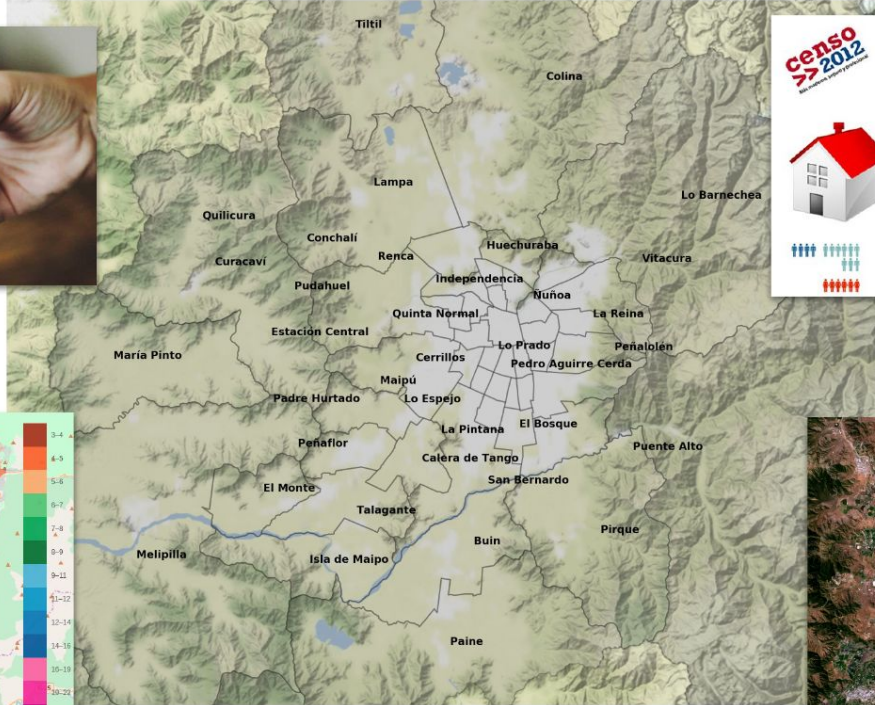 Tiltil
Colina
censo
>>2012
Lampa
Lo Barnechea
Quilicura
Conchalí
Huechuraba
Renca
Curacaví
Vitacura
Independencia
Pudahuel
Ñuñoa
Quinta Normal
La Reina
Estación Central
Lo Prado
Peñalolén
María Pinto
Cerrillos
Pedro Aguirre Cerda
Maipú
Padre Hurtado
Lo Espejo
El Bosque
La Pintana
3-4
Peñaflor
Puente Alto
4-5
Calera de Tango
5-6
San Bernardo
El Monte
6-7
Talagante
7-8
Pirque
Buin
8-9
Melipilla
Isla de Maipo
9-11
11-12
12-14
Paine
14-16
16-19
19-22